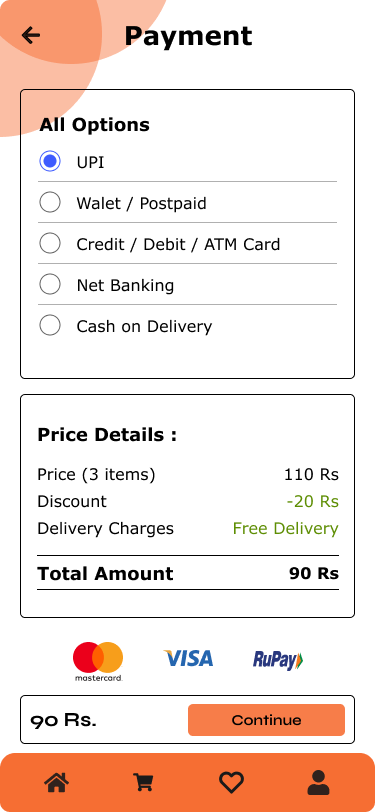 Payment
All Options
UPI
Walet / Postpaid
Credit / Debit / ATM Card
Net Banking
Cash on Delivery
Price Details :
Price (3 items) 110 Rs
Discount -20 Rs
Delivery Charges Free Delivery
Total Amount 90 Rs
mastercard. VISA RuPay
90 Rs. Continue